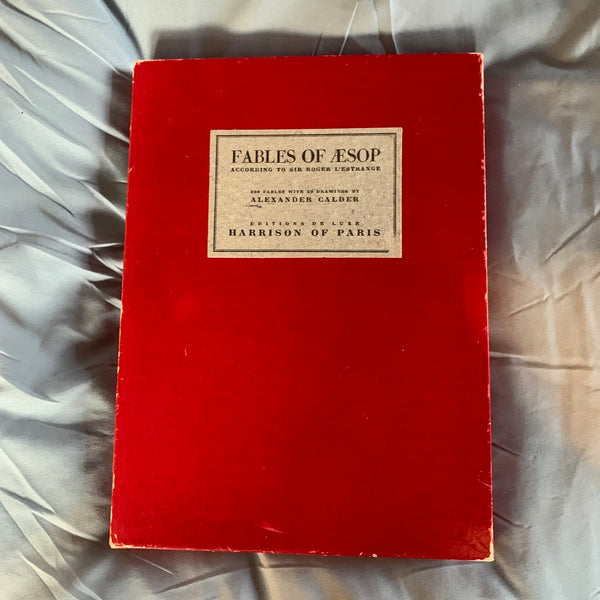 FABLES OF ÆSOP
ACCORDING TO SIR ROGER L'ESTRANGE
200 FABLES WITH 50 DRAWINGS BY
ALEXANDER CALDER
EDITIONS DE LUXE
HARRISON OF PARIS